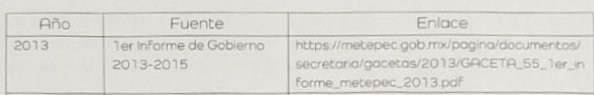 Año Fuente Enlace
2013 1er Informe de Gobierno https://metepec.gob.mx/pagina/documentos/
2013-2015 secretaria/gacetas/2013/GACETA_55_1er_in
forme_metepec_2013.pdf